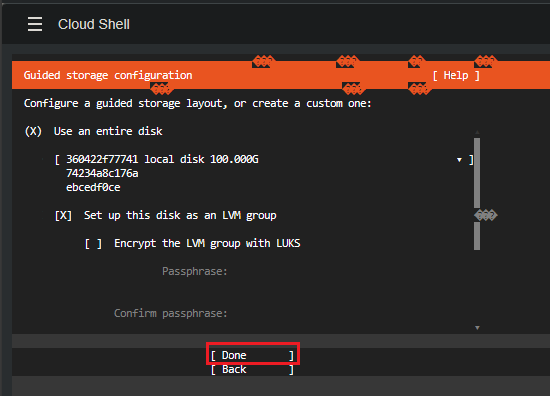 Cloud Shell
Guided storage configuration [ Help ]
Configure a guided storage layout, or create a custom one:
(X) Use an entire disk
[ 360422f77741 local disk 100.000G ▾ ]
74234a8c176a
ebcedf0ce
[X] Set up this disk as an LVM group
[ ] Encrypt the LVM group with LUKS
Passphrase:
Confirm passphrase:
[ Done ]
[ Back ]